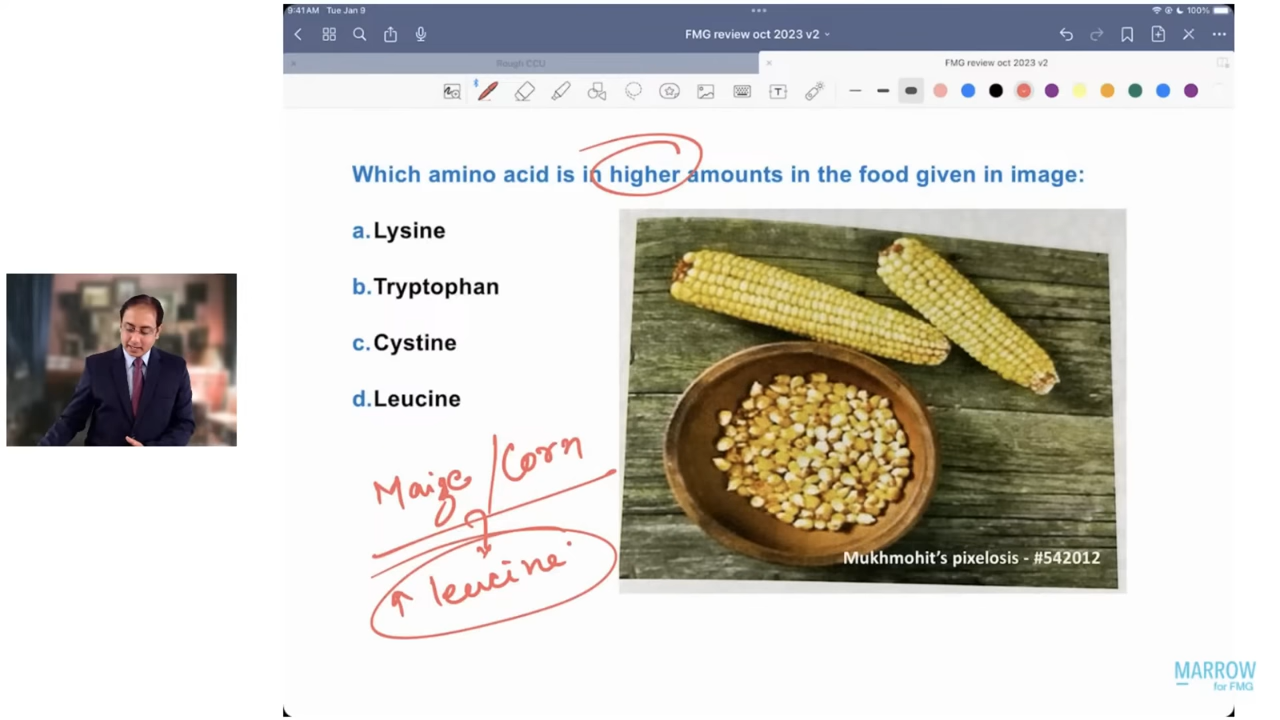 9:41 AM Tue Jan 9
100%
FMG review oct 2023 v2
Rough CCU
FMG review oct 2023 v2
Which amino acid is in higher amounts in the food given in image:
a. Lysine
b. Tryptophan
c. Cystine
d. Leucine
Maize / Corn
↑ leucine
Mukhmohit's pixelosis - #542012
MARROW
for FMG